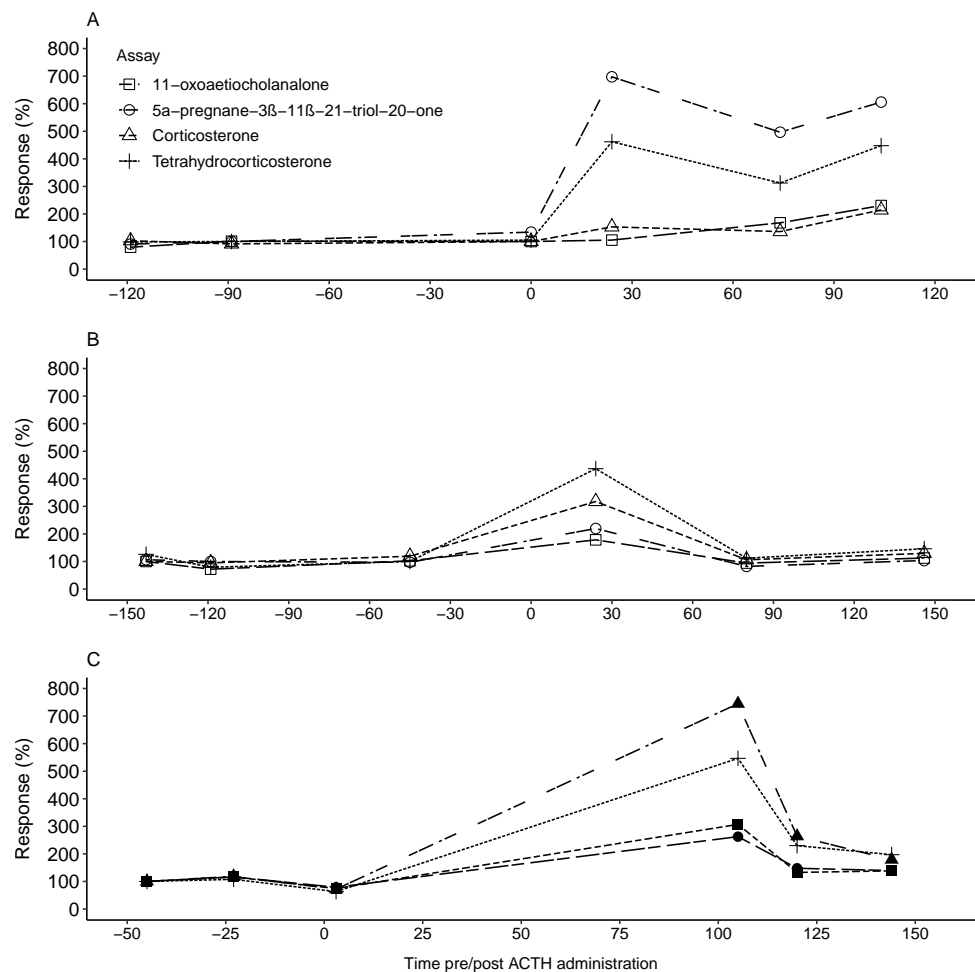 A
800
700
600
500
400
300
200
100
0
Response (%)
Assay
11−oxoaetiocholanalone
5a−pregnane−3ß−11ß−21−triol−20−one
Corticosterone
Tetrahydrocorticosterone
−120 −90 −60 −30 0 30 60 90 120
B
800
700
600
500
400
300
200
100
0
Response (%)
−150 −120 −90 −60 −30 0 30 60 90 120 150
C
800
700
600
500
400
300
200
100
0
Response (%)
−50 −25 0 25 50 75 100 125 150
Time pre/post ACTH administration